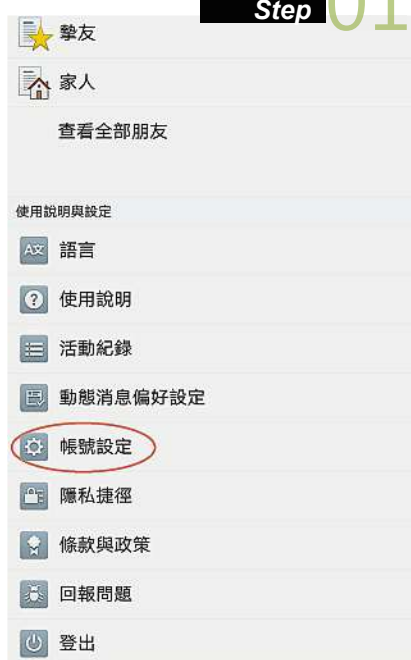 Step 01
摯友
家人
查看全部朋友
使用說明與設定
語言
使用說明
活動紀錄
動態消息偏好設定
帳號設定
隱私捷徑
條款與政策
回報問題
登出